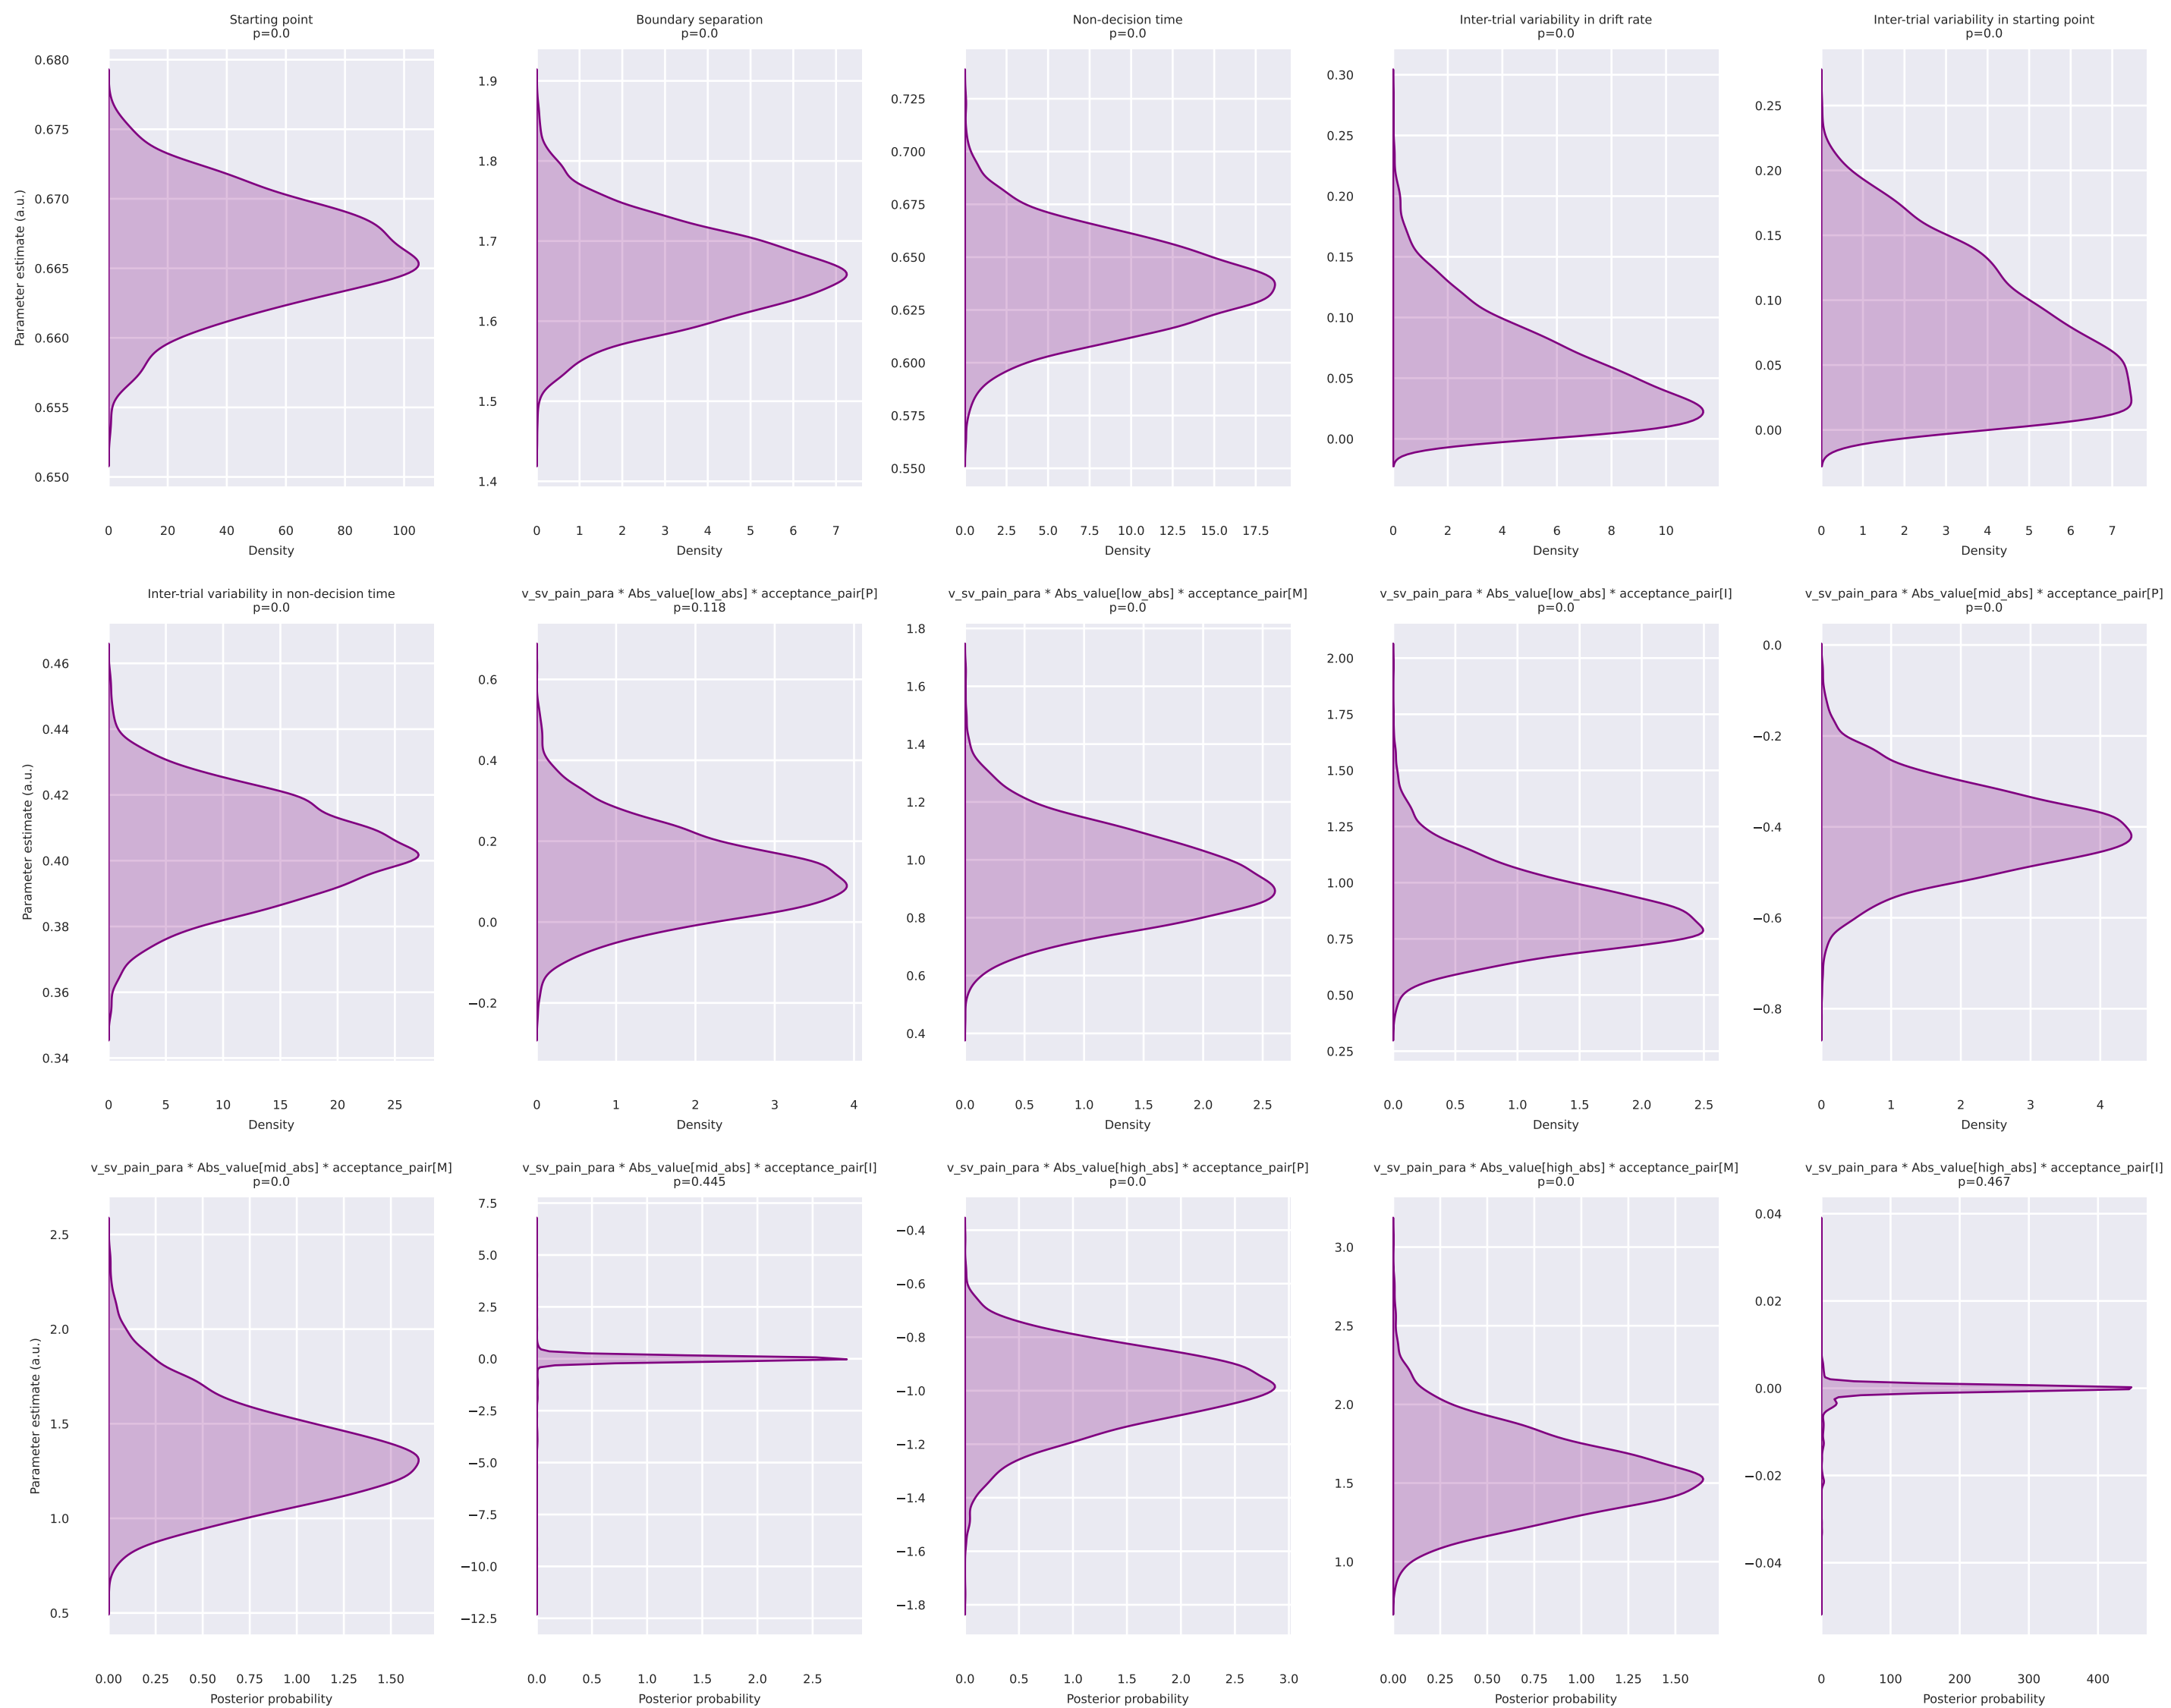 Starting point
p=0.0
Boundary separation
p=0.0
Non-decision time
p=0.0
Inter-trial variability in drift rate
p=0.0
Inter-trial variability in starting point
p=0.0
Parameter estimate (a.u.)
0.680
0.675
0.670
0.665
0.660
0.655
0.650
0 20 40 60 80 100
Density
1.9
1.8
1.7
1.6
1.5
1.4
0 1 2 3 4 5 6 7
Density
0.725
0.700
0.675
0.650
0.625
0.600
0.575
0.550
0.0 2.5 5.0 7.5 10.0 12.5 15.0 17.5
Density
0.30
0.25
0.20
0.15
0.10
0.05
0.00
0 2 4 6 8 10
Density
0.25
0.20
0.15
0.10
0.05
0.00
0 1 2 3 4 5 6 7
Density
Inter-trial variability in non-decision time
p=0.0
v_sv_pain_para * Abs_value[low_abs] * acceptance_pair[P]
p=0.118
v_sv_pain_para * Abs_value[low_abs] * acceptance_pair[M]
p=0.0
v_sv_pain_para * Abs_value[low_abs] * acceptance_pair[I]
p=0.0
v_sv_pain_para * Abs_value[mid_abs] * acceptance_pair[P]
p=0.0
Parameter estimate (a.u.)
0.46
0.44
0.42
0.40
0.38
0.36
0.34
0 5 10 15 20 25
Density
0.6
0.4
0.2
0.0
−0.2
0 1 2 3 4
Density
1.8
1.6
1.4
1.2
1.0
0.8
0.6
0.4
0.0 0.5 1.0 1.5 2.0 2.5
Density
2.00
1.75
1.50
1.25
1.00
0.75
0.50
0.25
0.0 0.5 1.0 1.5 2.0 2.5
Density
0.0
−0.2
−0.4
−0.6
−0.8
0 1 2 3 4
Density
v_sv_pain_para * Abs_value[mid_abs] * acceptance_pair[M]
p=0.0
v_sv_pain_para * Abs_value[mid_abs] * acceptance_pair[I]
p=0.445
v_sv_pain_para * Abs_value[high_abs] * acceptance_pair[P]
p=0.0
v_sv_pain_para * Abs_value[high_abs] * acceptance_pair[M]
p=0.0
v_sv_pain_para * Abs_value[high_abs] * acceptance_pair[I]
p=0.467
Parameter estimate (a.u.)
2.5
2.0
1.5
1.0
0.5
0.00 0.25 0.50 0.75 1.00 1.25 1.50
Posterior probability
7.5
5.0
2.5
0.0
−2.5
−5.0
−7.5
−10.0
−12.5
0.0 0.5 1.0 1.5 2.0 2.5
Posterior probability
−0.4
−0.6
−0.8
−1.0
−1.2
−1.4
−1.6
−1.8
0.0 0.5 1.0 1.5 2.0 2.5 3.0
Posterior probability
3.0
2.5
2.0
1.5
1.0
0.00 0.25 0.50 0.75 1.00 1.25 1.50
Posterior probability
0.04
0.02
0.00
−0.02
−0.04
0 100 200 300 400
Posterior probability